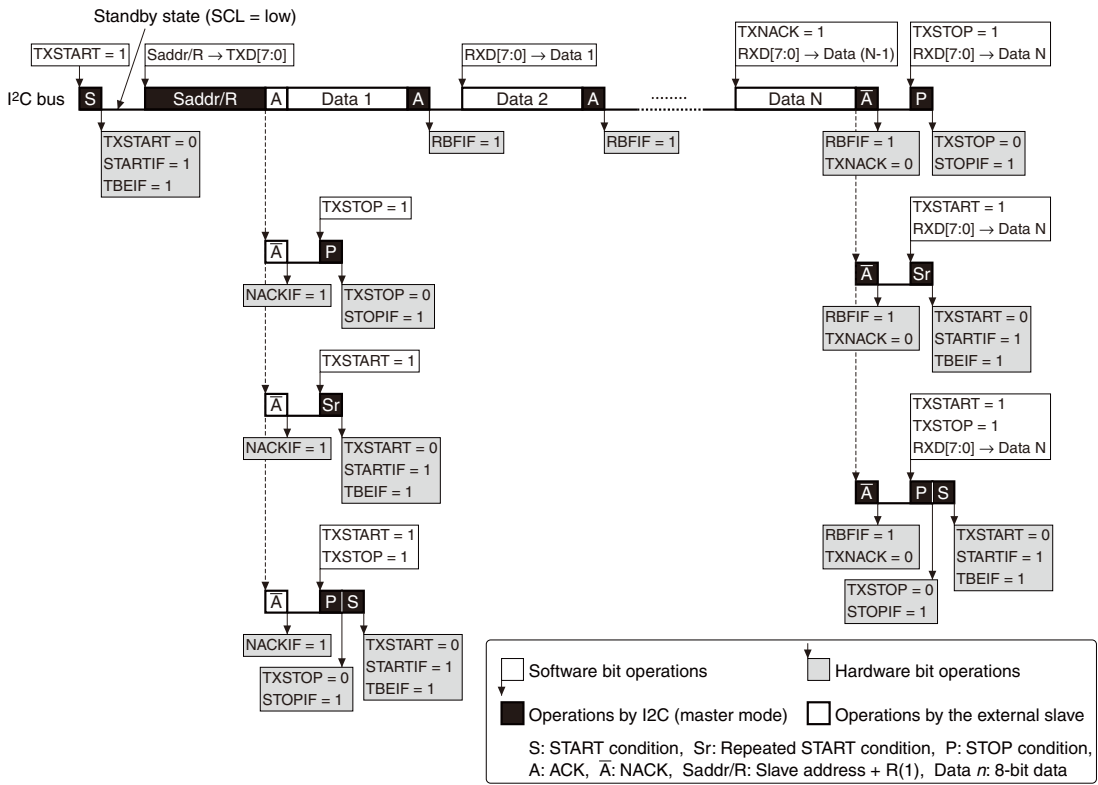 Standby state (SCL = low)
TXSTART = 1
Saddr/R → TXD[7:0]
RXD[7:0] → Data 1
TXNACK = 1
RXD[7:0] → Data (N-1)
TXSTOP = 1
RXD[7:0] → Data N
I²C bus
S
Saddr/R
A
Data 1
A
Data 2
A
........
Data N
A̅
P
TXSTART = 0
STARTIF = 1
TBEIF = 1
RBFIF = 1
RBFIF = 1
RBFIF = 1
TXNACK = 0
TXSTOP = 0
STOPIF = 1
TXSTOP = 1
A̅
P
NACKIF = 1
TXSTOP = 0
STOPIF = 1
TXSTART = 1
RXD[7:0] → Data N
A̅
Sr
RBFIF = 1
TXNACK = 0
TXSTART = 0
STARTIF = 1
TBEIF = 1
TXSTART = 1
A̅
Sr
NACKIF = 1
TXSTART = 0
STARTIF = 1
TBEIF = 1
TXSTART = 1
TXSTOP = 1
RXD[7:0] → Data N
A̅
P
S
RBFIF = 1
TXNACK = 0
TXSTOP = 0
STOPIF = 1
TXSTART = 0
STARTIF = 1
TBEIF = 1
TXSTART = 1
TXSTOP = 1
A̅
P
S
NACKIF = 1
TXSTOP = 0
STOPIF = 1
TXSTART = 0
STARTIF = 1
TBEIF = 1
Software bit operations
Hardware bit operations
Operations by I2C (master mode)
Operations by the external slave
S: START condition, Sr: Repeated START condition, P: STOP condition,
A: ACK, A̅: NACK, Saddr/R: Slave address + R(1), Data n: 8-bit data